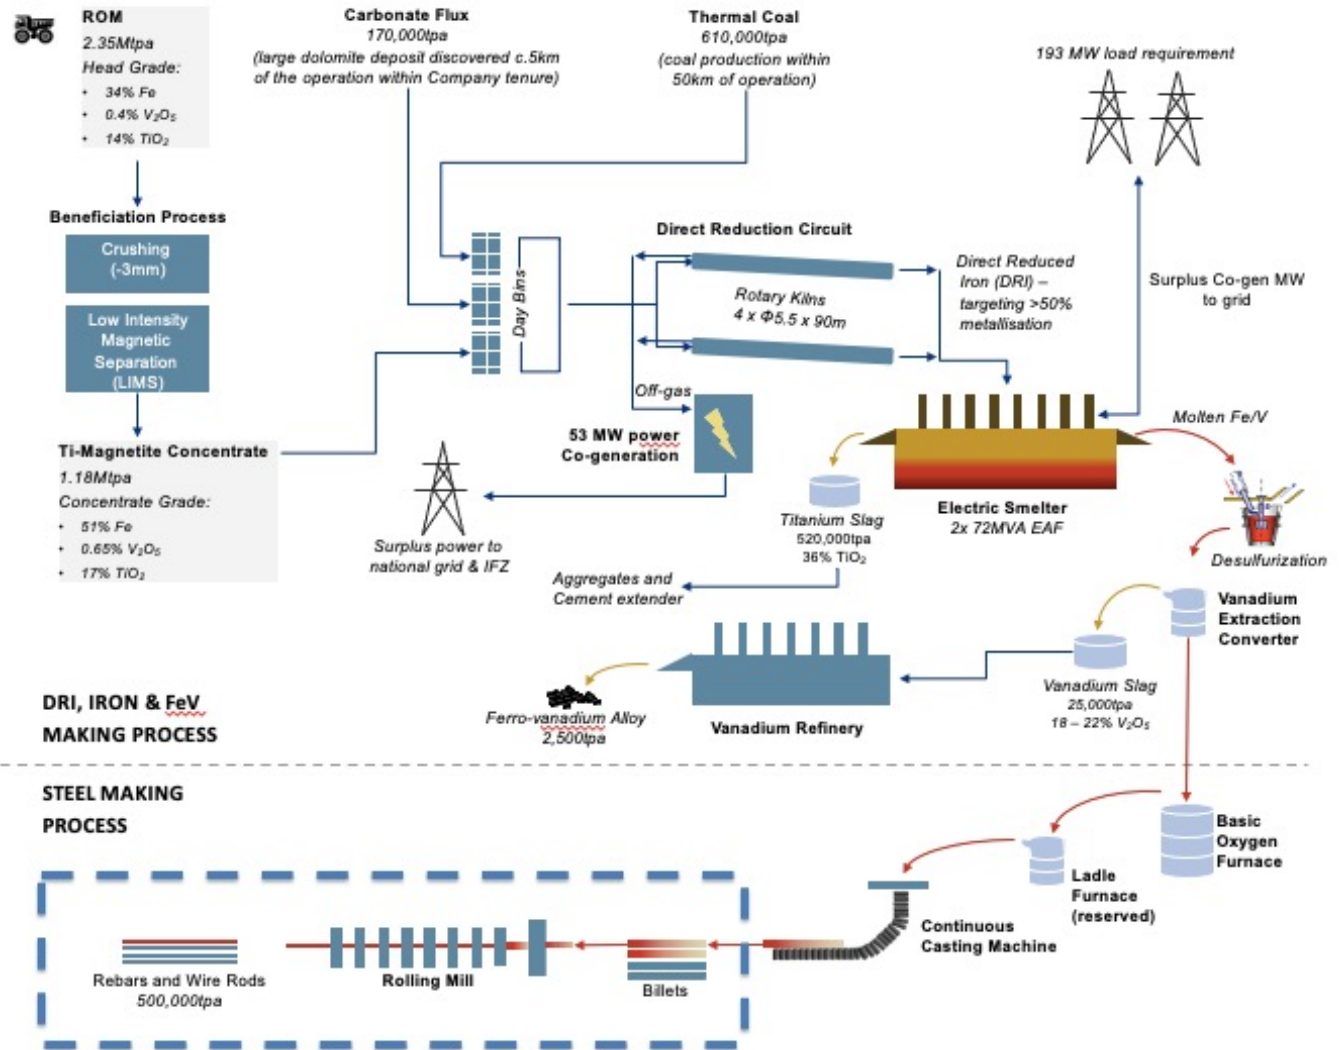 ROM
2.35Mtpa
Head Grade:
• 34% Fe
• 0.4% V₂O₅
• 14% TiO₂
Carbonate Flux
170,000tpa
(large dolomite deposit discovered c.5km
of the operation within Company tenure)
Thermal Coal
610,000tpa
(coal production within
50km of operation)
193 MW load requirement
Beneficiation Process
Crushing
(-3mm)
Low Intensity
Magnetic
Separation
(LIMS)
Day Bins
Direct Reduction Circuit
Rotary Kilns
4 x Φ5.5 x 90m
Direct Reduced
Iron (DRI) –
targeting >50%
metallisation
Surplus Co-gen MW
to grid
Off-gas
53 MW power
Co-generation
Molten Fe/V
Ti-Magnetite Concentrate
1.18Mtpa
Concentrate Grade:
• 51% Fe
• 0.65% V₂O₅
• 17% TiO₂
Surplus power to
national grid & IFZ
Titanium Slag
520,000tpa
36% TiO₂
Electric Smelter
2x 72MVA EAF
Desulfurization
Aggregates and
Cement extender
Vanadium
Extraction
Converter
Vanadium Slag
25,000tpa
18 – 22% V₂O₅
Vanadium Refinery
Ferro-vanadium Alloy
2,500tpa
DRI, IRON & FeV
MAKING PROCESS
STEEL MAKING
PROCESS
Basic
Oxygen
Furnace
Ladle
Furnace
(reserved)
Continuous
Casting Machine
Billets
Rolling Mill
Rebars and Wire Rods
500,000tpa